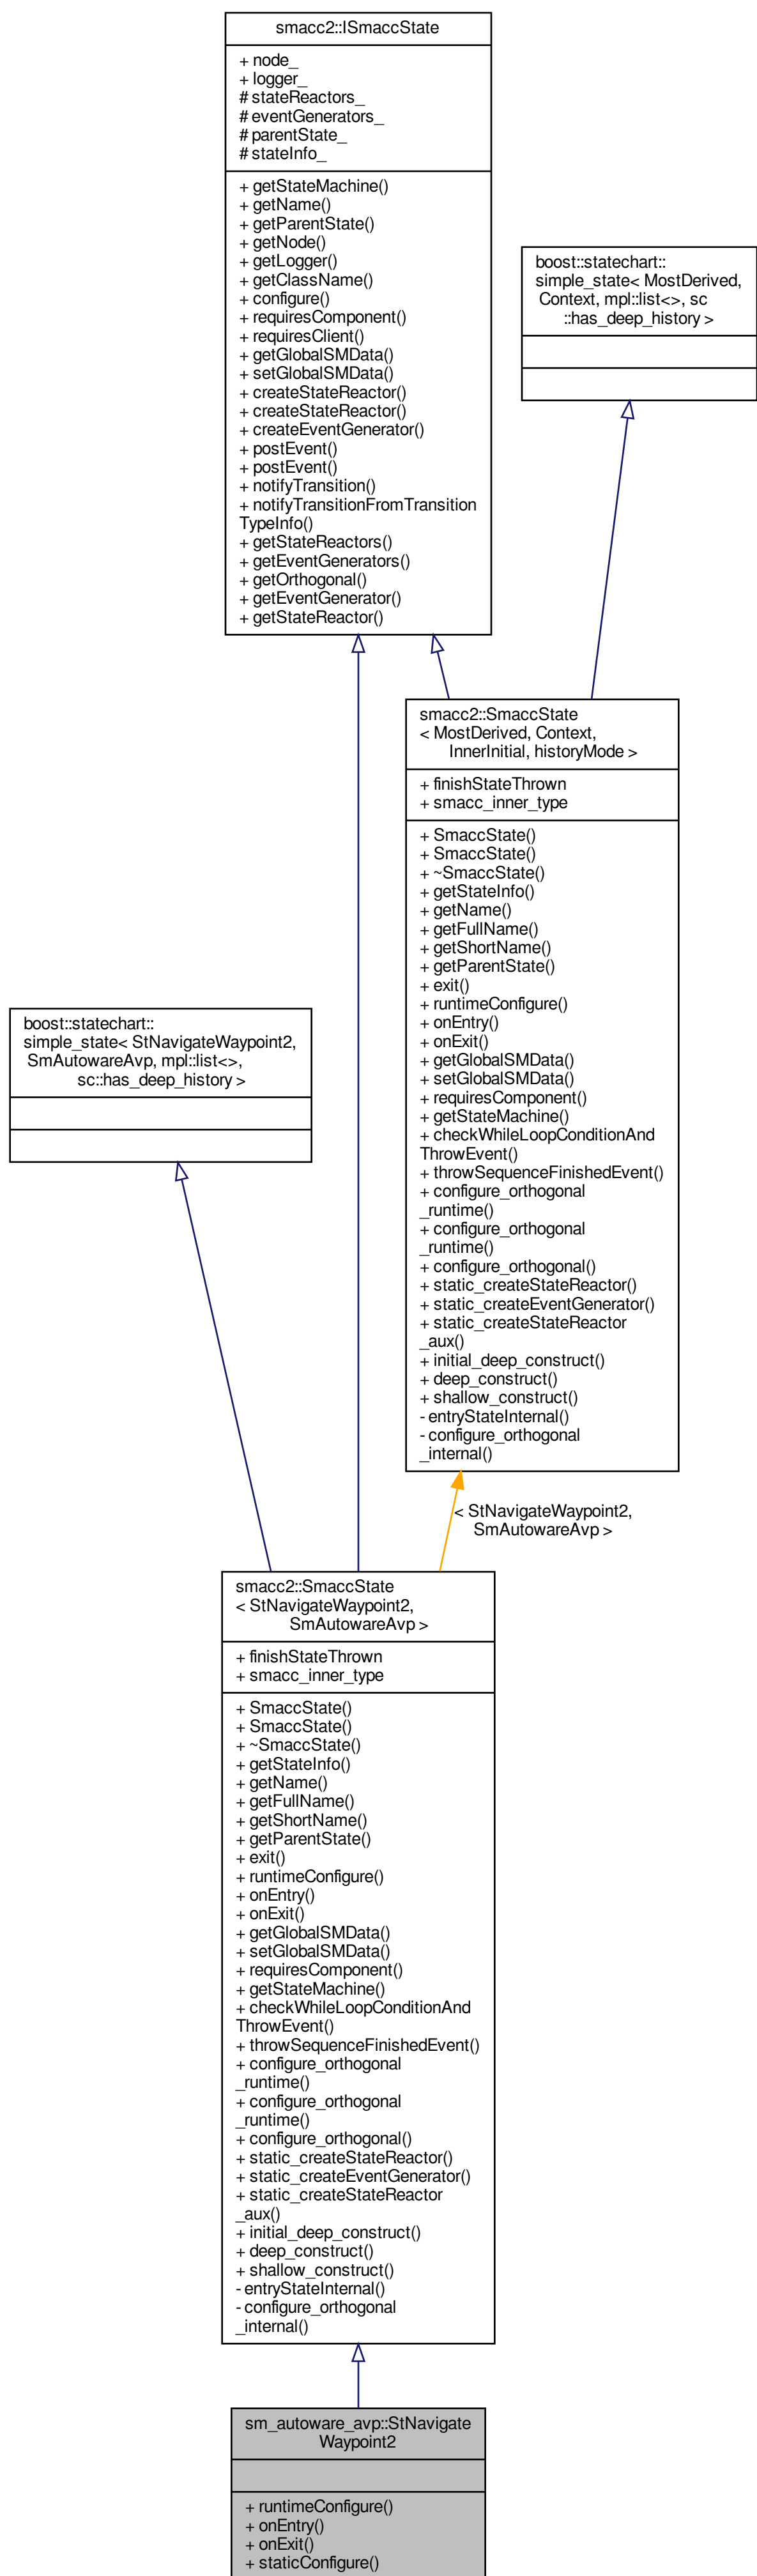 smacc2::ISmaccState
+ node_
+ logger_
# stateReactors_
# eventGenerators_
# parentState_
# stateInfo_
+ getStateMachine()
+ getName()
+ getParentState()
+ getNode()
+ getLogger()
+ getClassName()
+ configure()
+ requiresComponent()
+ requiresClient()
+ getGlobalSMData()
+ setGlobalSMData()
+ createStateReactor()
+ createStateReactor()
+ createEventGenerator()
+ postEvent()
+ postEvent()
+ notifyTransition()
+ notifyTransitionFromTransition
TypeInfo()
+ getStateReactors()
+ getEventGenerators()
+ getOrthogonal()
+ getEventGenerator()
+ getStateReactor()
boost::statechart::
simple_state< MostDerived,
Context, mpl::list<>, sc
::has_deep_history >
smacc2::SmaccState
< MostDerived, Context,
InnerInitial, historyMode >
+ finishStateThrown
+ smacc_inner_type
+ SmaccState()
+ SmaccState()
+ ~SmaccState()
+ getStateInfo()
+ getName()
+ getFullName()
+ getShortName()
+ getParentState()
+ exit()
+ runtimeConfigure()
+ onEntry()
+ onExit()
+ getGlobalSMData()
+ setGlobalSMData()
+ requiresComponent()
+ getStateMachine()
+ checkWhileLoopConditionAnd
ThrowEvent()
+ throwSequenceFinishedEvent()
+ configure_orthogonal
_runtime()
+ configure_orthogonal
_runtime()
+ configure_orthogonal()
+ static_createStateReactor()
+ static_createEventGenerator()
+ static_createStateReactor
_aux()
+ initial_deep_construct()
+ deep_construct()
+ shallow_construct()
- entryStateInternal()
- configure_orthogonal
_internal()
boost::statechart::
simple_state< StNavigateWaypoint2,
SmAutowareAvp, mpl::list<>,
sc::has_deep_history >
< StNavigateWaypoint2,
SmAutowareAvp >
smacc2::SmaccState
< StNavigateWaypoint2,
SmAutowareAvp >
+ finishStateThrown
+ smacc_inner_type
+ SmaccState()
+ SmaccState()
+ ~SmaccState()
+ getStateInfo()
+ getName()
+ getFullName()
+ getShortName()
+ getParentState()
+ exit()
+ runtimeConfigure()
+ onEntry()
+ onExit()
+ getGlobalSMData()
+ setGlobalSMData()
+ requiresComponent()
+ getStateMachine()
+ checkWhileLoopConditionAnd
ThrowEvent()
+ throwSequenceFinishedEvent()
+ configure_orthogonal
_runtime()
+ configure_orthogonal
_runtime()
+ configure_orthogonal()
+ static_createStateReactor()
+ static_createEventGenerator()
+ static_createStateReactor
_aux()
+ initial_deep_construct()
+ deep_construct()
+ shallow_construct()
- entryStateInternal()
- configure_orthogonal
_internal()
sm_autoware_avp::StNavigate
Waypoint2
+ runtimeConfigure()
+ onEntry()
+ onExit()
+ staticConfigure()